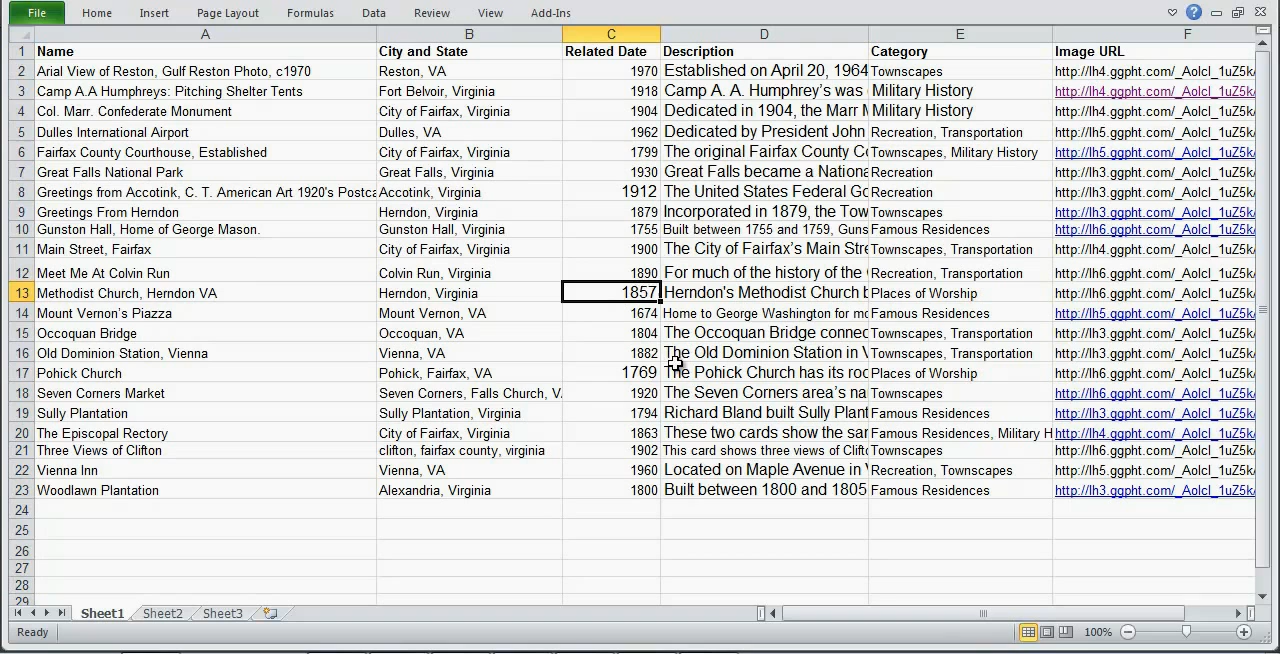 File Home Insert Page Layout Formulas Data Review View Add-Ins
A B C D E F
1 Name City and State Related Date Description Category Image URL
2 Arial View of Reston, Gulf Reston Photo, c1970 Reston, VA 1970 Established on April 20, 1964 Townscapes http://lh4.ggpht.com/_Aolcl_1uZ5k/
3 Camp A.A Humphreys: Pitching Shelter Tents Fort Belvoir, Virginia 1918 Camp A. A. Humphrey's was Military History http://lh4.ggpht.com/_Aolcl_1uZ5k/
4 Col. Marr. Confederate Monument City of Fairfax, Virginia 1904 Dedicated in 1904, the Marr M Military History http://lh4.ggpht.com/_Aolcl_1uZ5k/
5 Dulles International Airport Dulles, VA 1962 Dedicated by President John Recreation, Transportation http://lh5.ggpht.com/_Aolcl_1uZ5k/
6 Fairfax County Courthouse, Established City of Fairfax, Virginia 1799 The original Fairfax County Co Townscapes, Military History http://lh5.ggpht.com/_Aolcl_1uZ5k/
7 Great Falls National Park Great Falls, Virginia 1930 Great Falls became a Nationa Recreation http://lh3.ggpht.com/_Aolcl_1uZ5k/
8 Greetings from Accotink, C. T. American Art 1920's Postca Accotink, Virginia 1912 The United States Federal Go Recreation http://lh3.ggpht.com/_Aolcl_1uZ5k/
9 Greetings From Herndon Herndon, Virginia 1879 Incorporated in 1879, the Tow Townscapes http://lh3.ggpht.com/_Aolcl_1uZ5k/
10 Gunston Hall, Home of George Mason. Gunston Hall, Virginia 1755 Built between 1755 and 1759, Guns Famous Residences http://lh6.ggpht.com/_Aolcl_1uZ5k/
11 Main Street, Fairfax City of Fairfax, Virginia 1900 The City of Fairfax's Main Stre Townscapes, Transportation http://lh4.ggpht.com/_Aolcl_1uZ5k/
12 Meet Me At Colvin Run Colvin Run, Virginia 1890 For much of the history of the Recreation, Transportation http://lh6.ggpht.com/_Aolcl_1uZ5k/
13 Methodist Church, Herndon VA Herndon, Virginia 1857 Herndon's Methodist Church b Places of Worship http://lh6.ggpht.com/_Aolcl_1uZ5k/
14 Mount Vernon's Piazza Mount Vernon, VA 1674 Home to George Washington for mo Famous Residences http://lh5.ggpht.com/_Aolcl_1uZ5k/
15 Occoquan Bridge Occoquan, VA 1804 The Occoquan Bridge connec Townscapes, Transportation http://lh3.ggpht.com/_Aolcl_1uZ5k/
16 Old Dominion Station, Vienna Vienna, VA 1882 The Old Dominion Station in V Townscapes, Transportation http://lh3.ggpht.com/_Aolcl_1uZ5k/
17 Pohick Church Pohick, Fairfax, VA 1769 The Pohick Church has its roo Places of Worship http://lh6.ggpht.com/_Aolcl_1uZ5k/
18 Seven Corners Market Seven Corners, Falls Church, V. 1920 The Seven Corners area's na Townscapes http://lh6.ggpht.com/_Aolcl_1uZ5k/
19 Sully Plantation Sully Plantation, Virginia 1794 Richard Bland built Sully Plant Famous Residences http://lh3.ggpht.com/_Aolcl_1uZ5k/
20 The Episcopal Rectory City of Fairfax, Virginia 1863 These two cards show the sar Famous Residences, Military H http://lh4.ggpht.com/_Aolcl_1uZ5k/
21 Three Views of Clifton clifton, fairfax county, virginia 1902 This card shows three views of Clift Townscapes http://lh6.ggpht.com/_Aolcl_1uZ5k/
22 Vienna Inn Vienna, VA 1960 Located on Maple Avenue in V Recreation, Townscapes http://lh5.ggpht.com/_Aolcl_1uZ5k/
23 Woodlawn Plantation Alexandria, Virginia 1800 Built between 1800 and 1805 Famous Residences http://lh3.ggpht.com/_Aolcl_1uZ5k/
24
25
26
27
28
29
Sheet1 Sheet2 Sheet3
Ready 100%